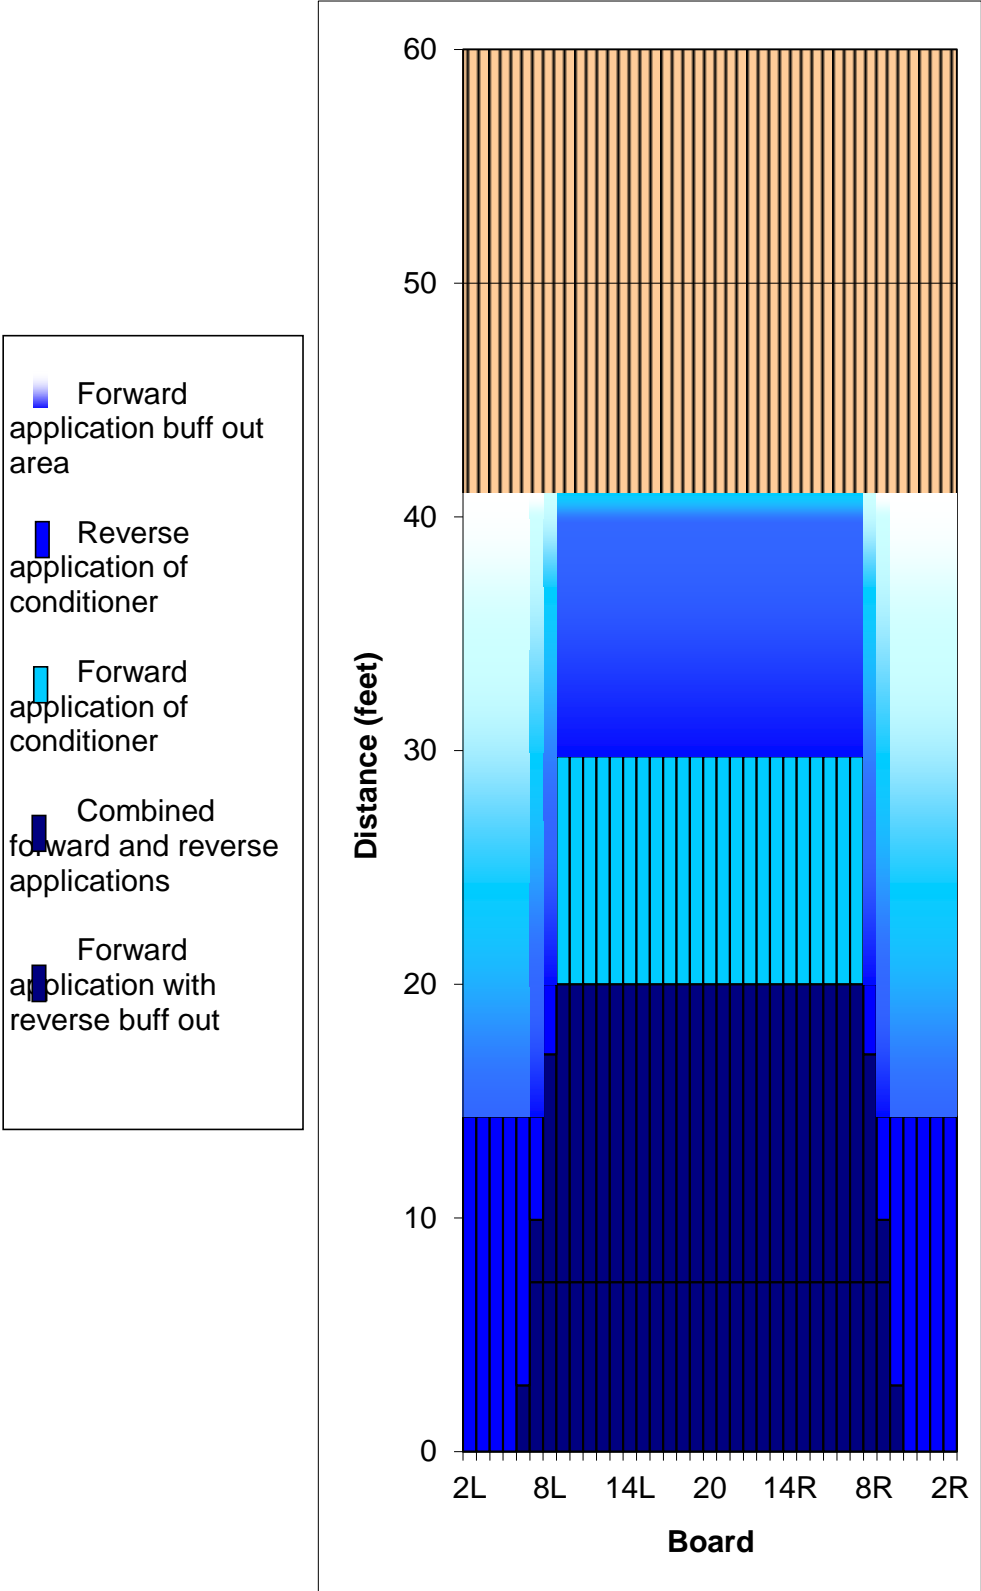 Forward
application buff out
area
Reverse
application of
conditioner
Forward
application of
conditioner
Combined
forward and reverse
applications
Forward
application with
reverse buff out
60
50
40
30
20
10
0
Distance (feet)
2L 8L 14L 20 14R 8R 2R
Board